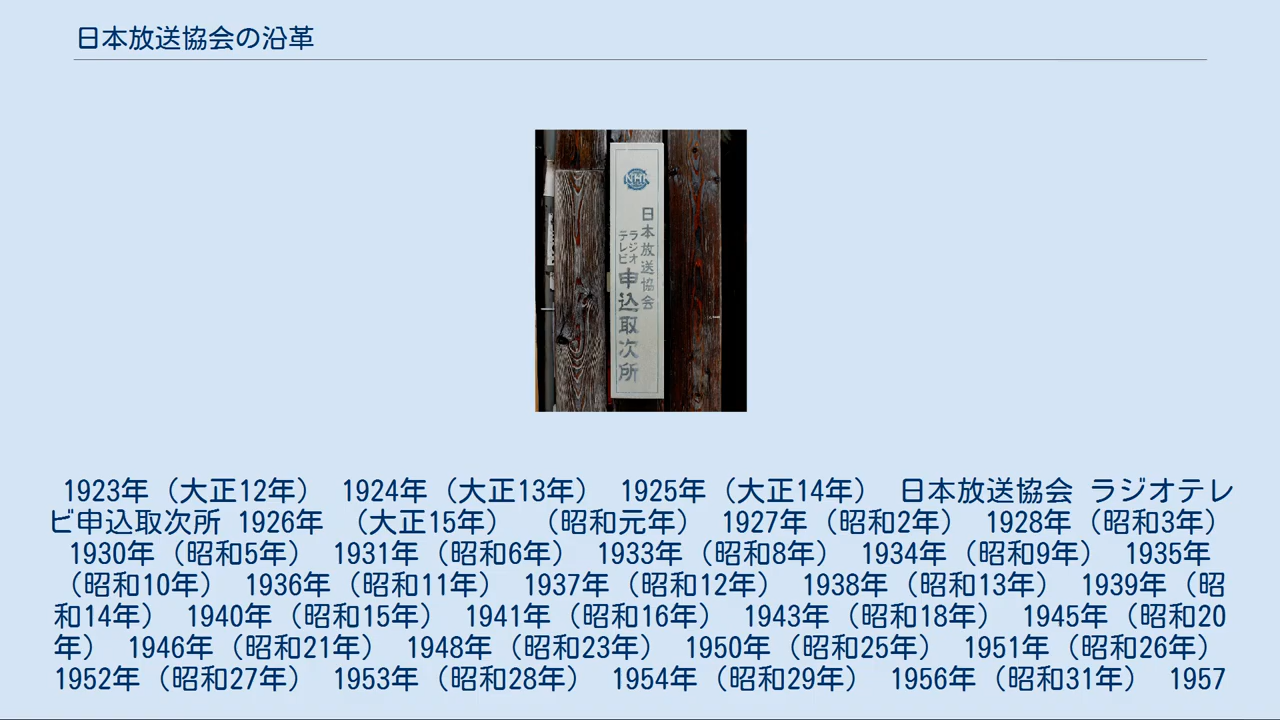 日本放送協会の沿革
NHK
日本放送協会
ラジオ
テレビ
申込取次所
1923年（大正12年） 1924年（大正13年） 1925年（大正14年） 日本放送協会 ラジオテレ
ビ申込取次所 1926年 （大正15年） （昭和元年） 1927年（昭和2年） 1928年（昭和3年）
1930年（昭和5年） 1931年（昭和6年） 1933年（昭和8年） 1934年（昭和9年） 1935年
（昭和10年） 1936年（昭和11年） 1937年（昭和12年） 1938年（昭和13年） 1939年（昭
和14年） 1940年（昭和15年） 1941年（昭和16年） 1943年（昭和18年） 1945年（昭和20
年） 1946年（昭和21年） 1948年（昭和23年） 1950年（昭和25年） 1951年（昭和26年）
1952年（昭和27年） 1953年（昭和28年） 1954年（昭和29年） 1956年（昭和31年） 1957